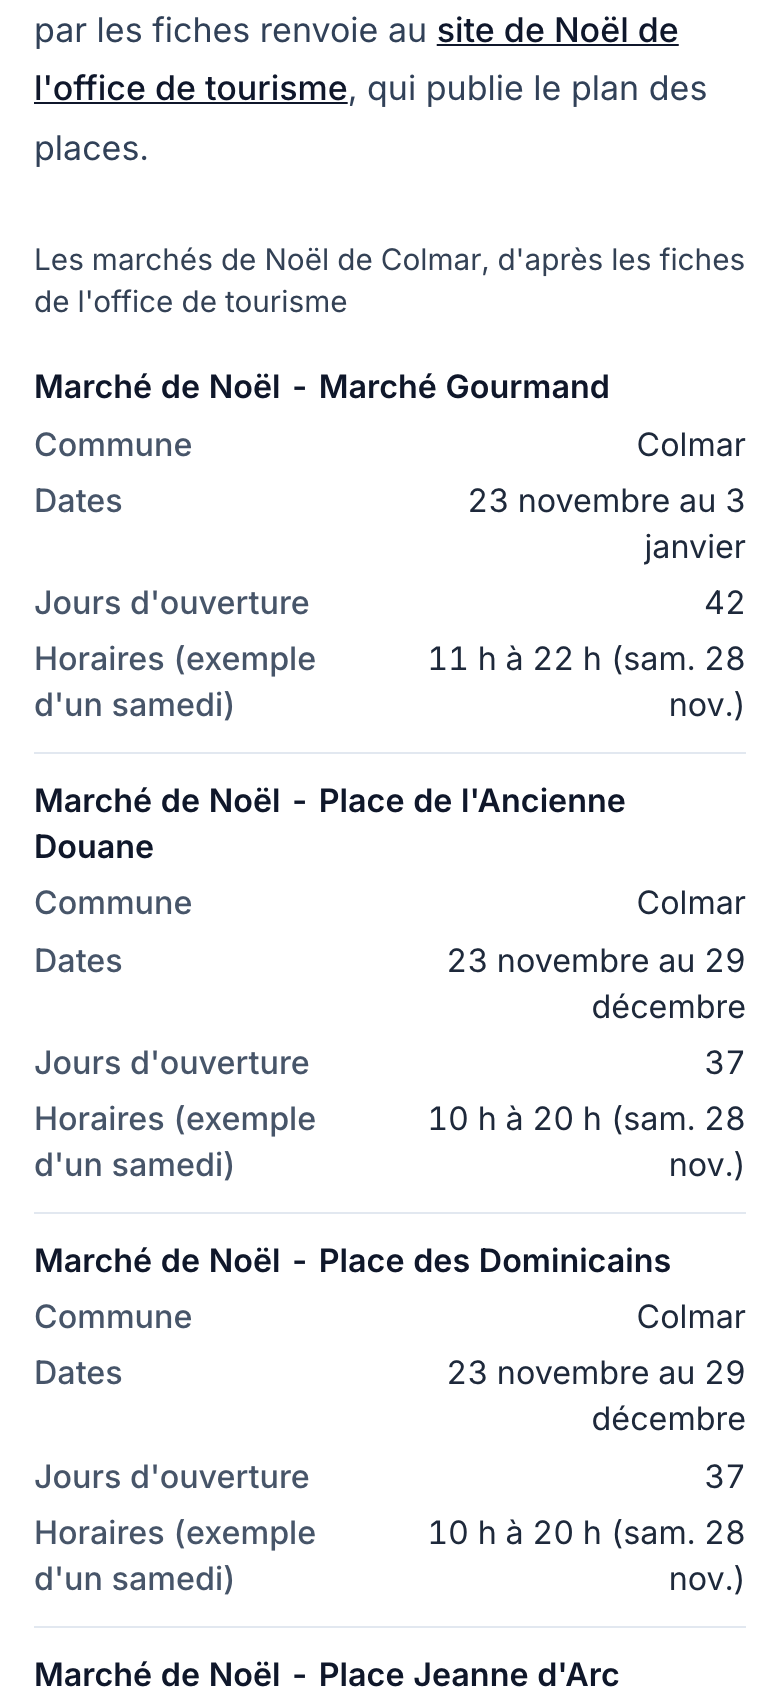 par les fiches renvoie au site de Noël de
l'office de tourisme, qui publie le plan des
places.
Les marchés de Noël de Colmar, d'après les fiches
de l'office de tourisme
Marché de Noël - Marché Gourmand
Commune Colmar
Dates 23 novembre au 3
janvier
Jours d'ouverture 42
Horaires (exemple 11 h à 22 h (sam. 28
d'un samedi) nov.)
Marché de Noël - Place de l'Ancienne
Douane
Commune Colmar
Dates 23 novembre au 29
décembre
Jours d'ouverture 37
Horaires (exemple 10 h à 20 h (sam. 28
d'un samedi) nov.)
Marché de Noël - Place des Dominicains
Commune Colmar
Dates 23 novembre au 29
décembre
Jours d'ouverture 37
Horaires (exemple 10 h à 20 h (sam. 28
d'un samedi) nov.)
Marché de Noël - Place Jeanne d'Arc